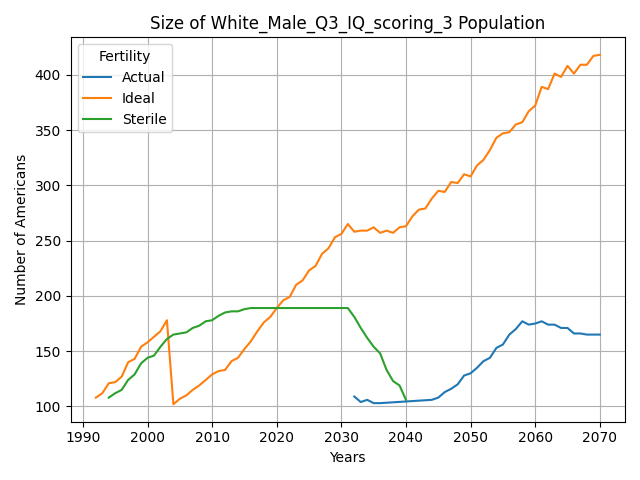 Size of White_Male_Q3_IQ_scoring_3 Population
Fertility
Actual
Ideal
Sterile
Number of Americans
400
350
300
250
200
150
100
1990 2000 2010 2020 2030 2040 2050 2060 2070
Years